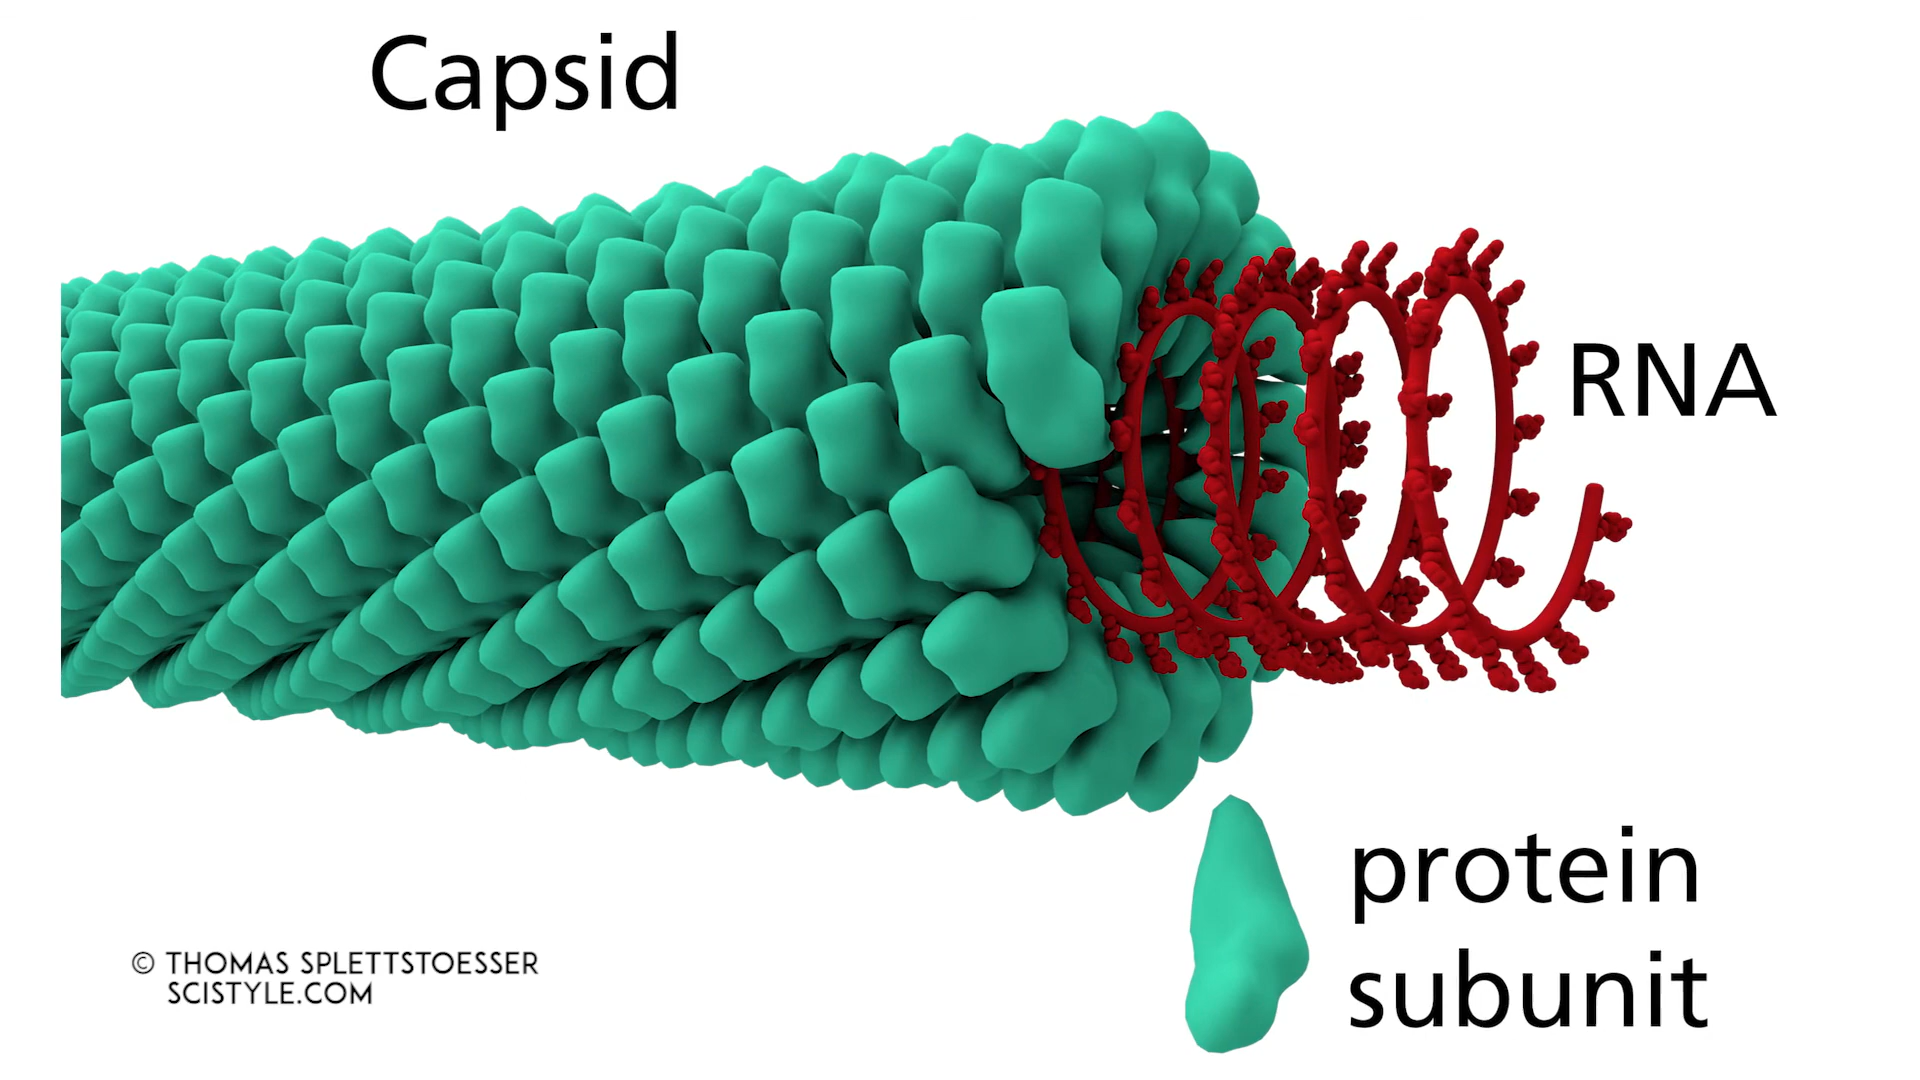 Capsid
RNA
protein
subunit
© THOMAS SPLETTSTOESSER
SCISTYLE.COM